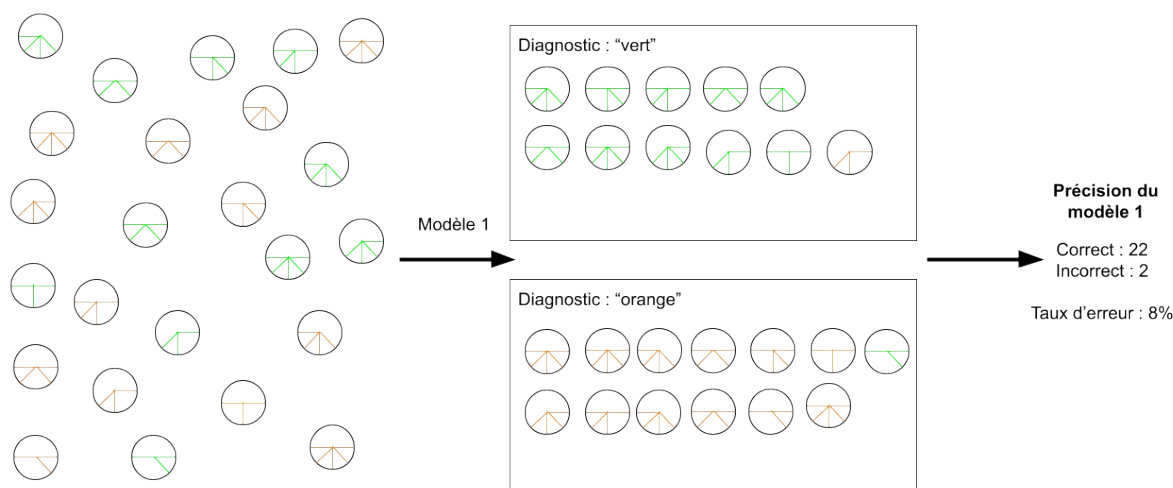 Diagnostic : “vert”
Modèle 1
Diagnostic : “orange”
Précision du
modèle 1
Correct : 22
Incorrect : 2
Taux d’erreur : 8%